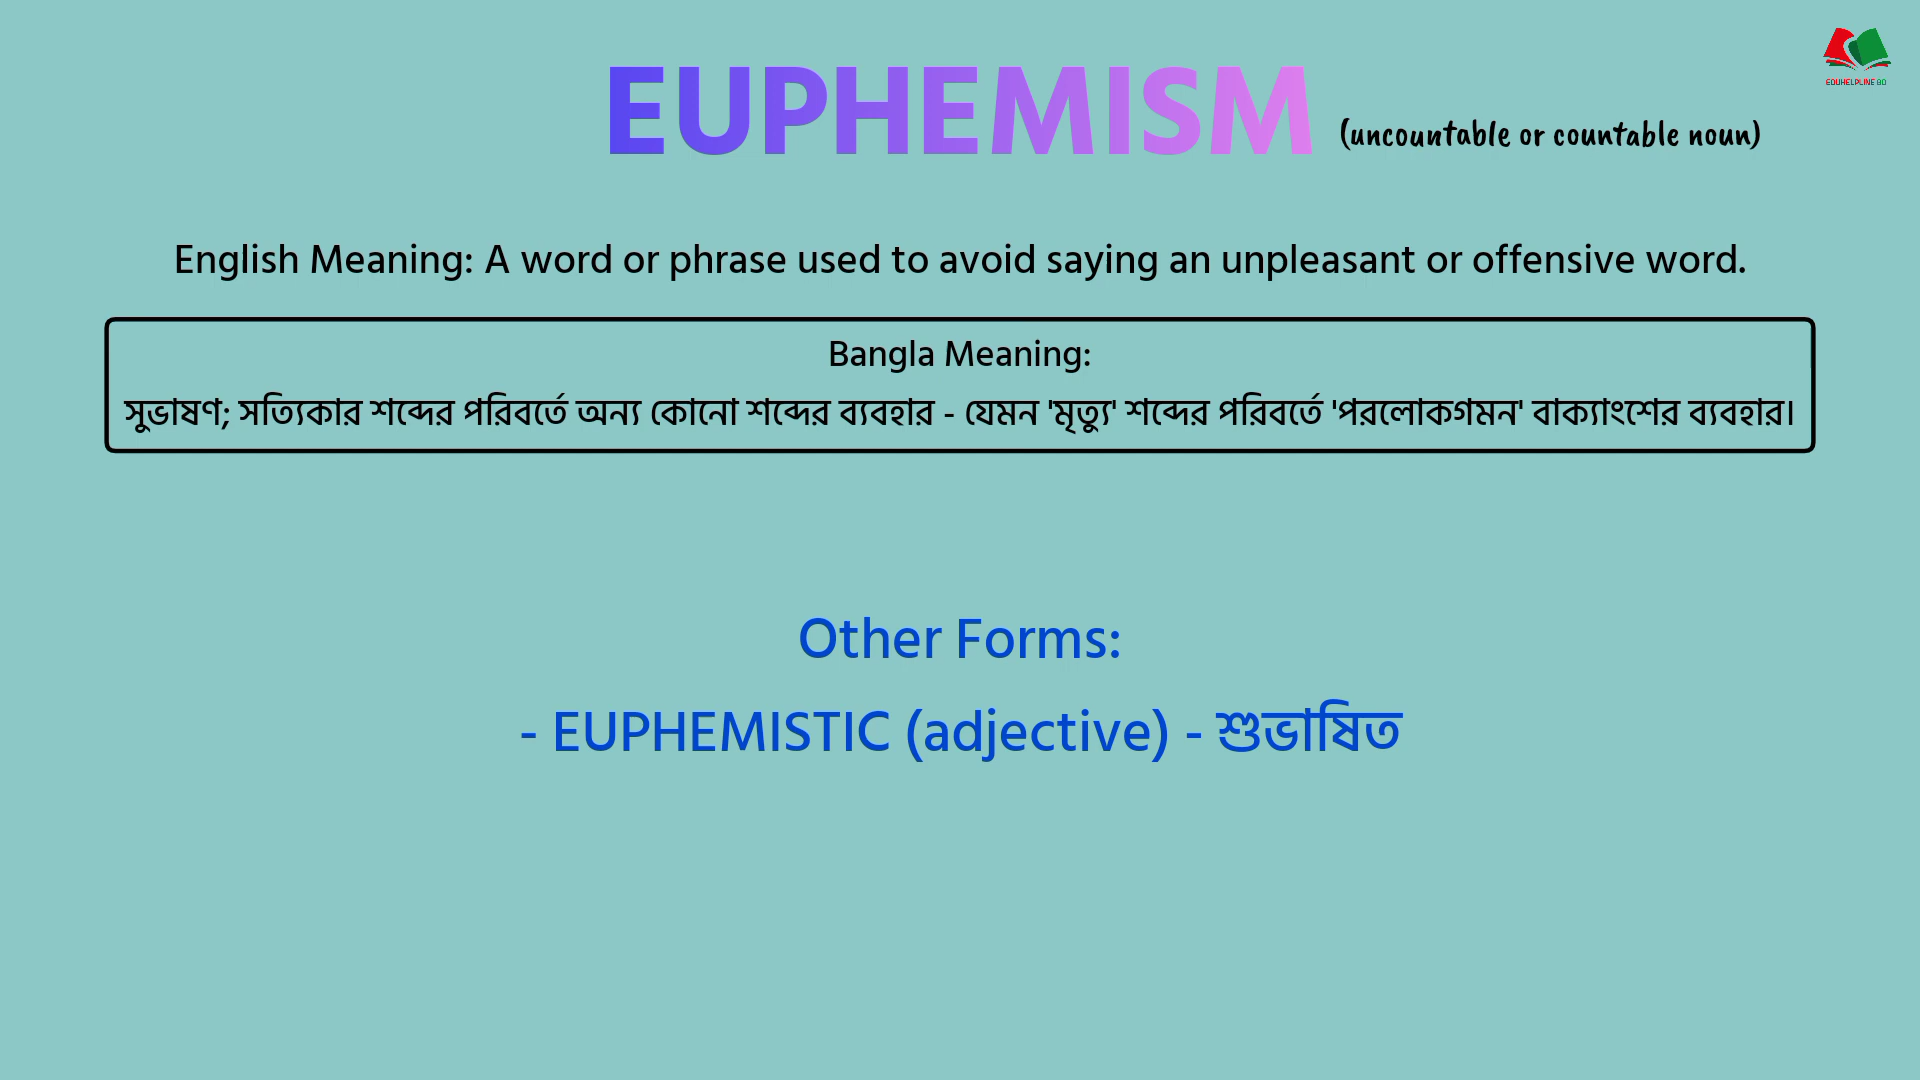 EDUHELPLINE BD
EUPHEMISM (uncountable or countable noun)
English Meaning: A word or phrase used to avoid saying an unpleasant or offensive word.
Bangla Meaning:
সুভাষণ; সত্যিকার শব্দের পরিবর্তে অন্য কোনো শব্দের ব্যবহার - যেমন 'মৃত্যু' শব্দের পরিবর্তে 'পরলোকগমন' বাক্যাংশের ব্যবহার।
Other Forms:
- EUPHEMISTIC (adjective) - শুভাষিত